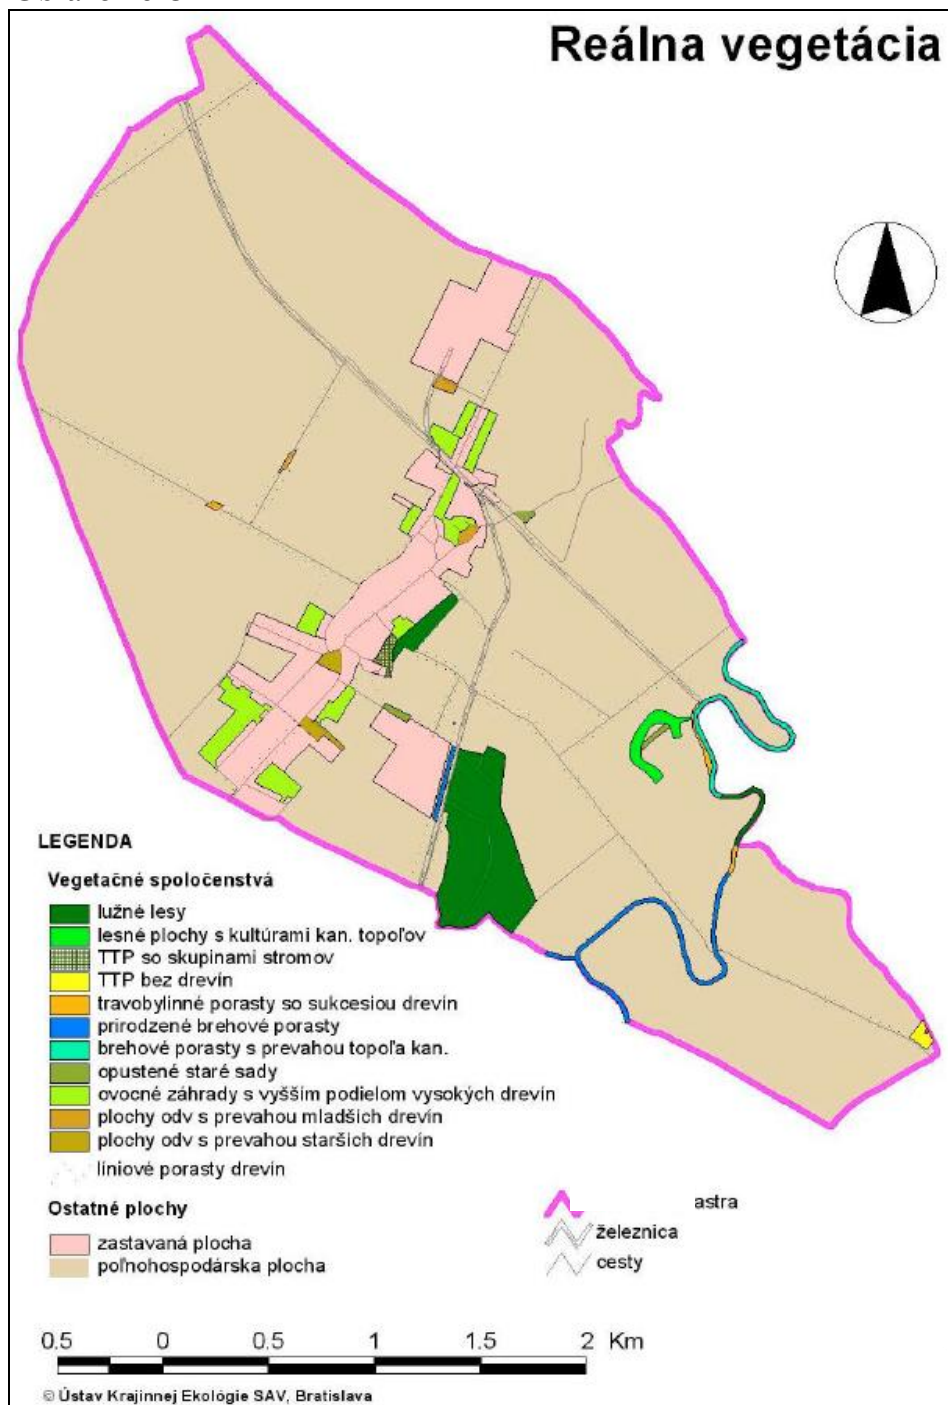 Reálna vegetácia
LEGENDA
Vegetačné spoločenstvá
lužné lesy
lesné plochy s kultúrami kan. topoľov
TTP so skupinami stromov
TTP bez drevín
travobylinné porasty so sukcesiou drevín
prirodzené brehové porasty
brehové porasty s prevahou topoľa kan.
opustené staré sady
ovocné záhrady s vyšším podielom vysokých drevín
plochy odv s prevahou mladších drevín
plochy odv s prevahou starších drevín
líniové porasty drevín
Ostatné plochy
zastavaná plocha
poľnohospodárska plocha
astra
železnica
cesty
0.5 0 0.5 1 1.5 2 Km
© Ústav Krajinnej Ekológie SAV, Bratislava